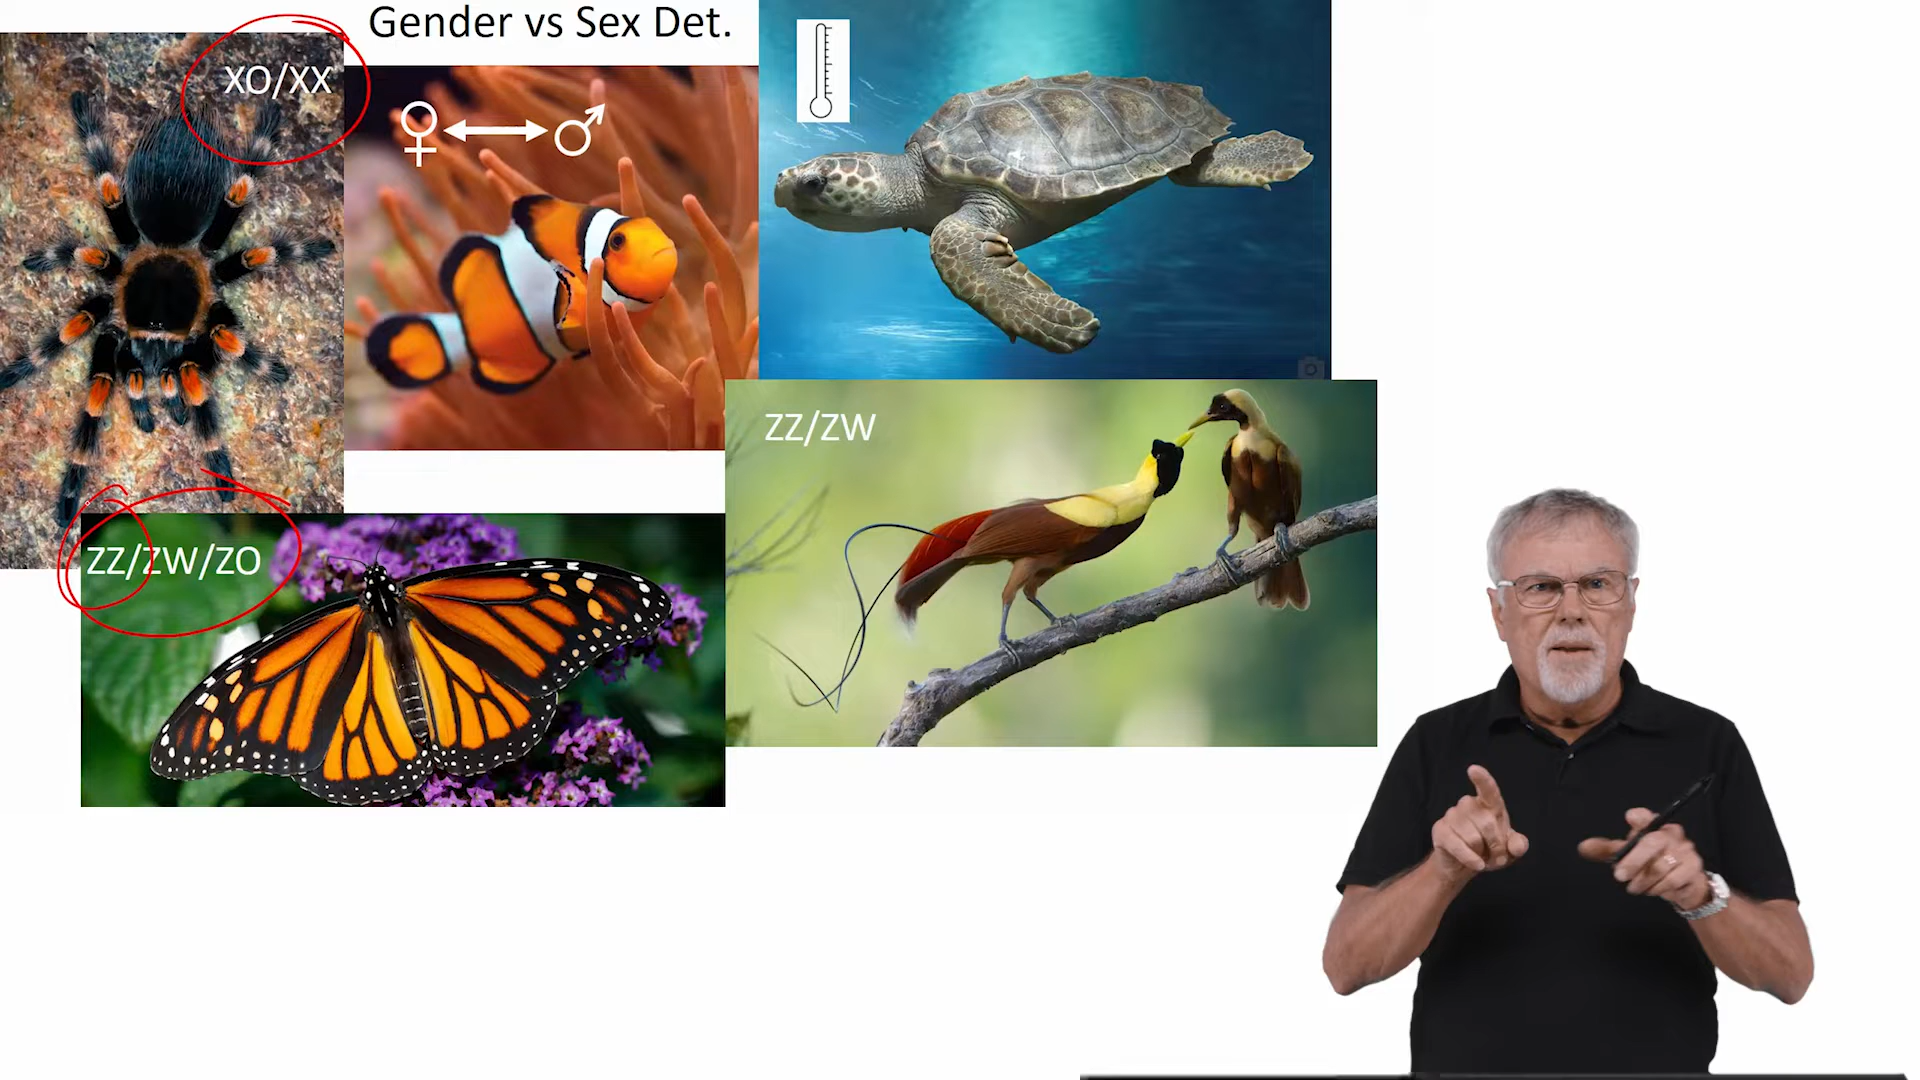 Gender vs Sex Det.
XO/XX
♀↔♂
ZZ/ZW
ZZ/ZW/ZO